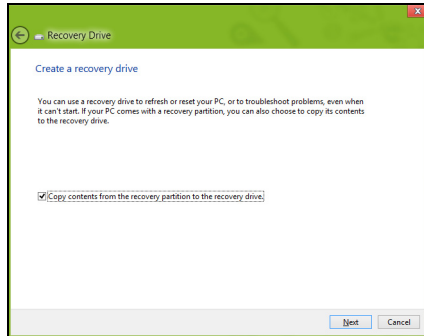 Recovery Drive
Create a recovery drive
You can use a recovery drive to refresh or reset your PC, or to troubleshoot problems, even when
it can't start. If your PC comes with a recovery partition, you can also choose to copy its contents
to the recovery drive.
Copy contents from the recovery partition to the recovery drive.
Next Cancel